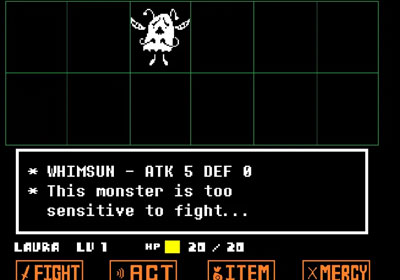 * WHIMSUN - ATK 5 DEF 0
* This monster is too
sensitive to fight...
LAURA LV 1 HP 20 / 20
FIGHT ACT ITEM MERCY